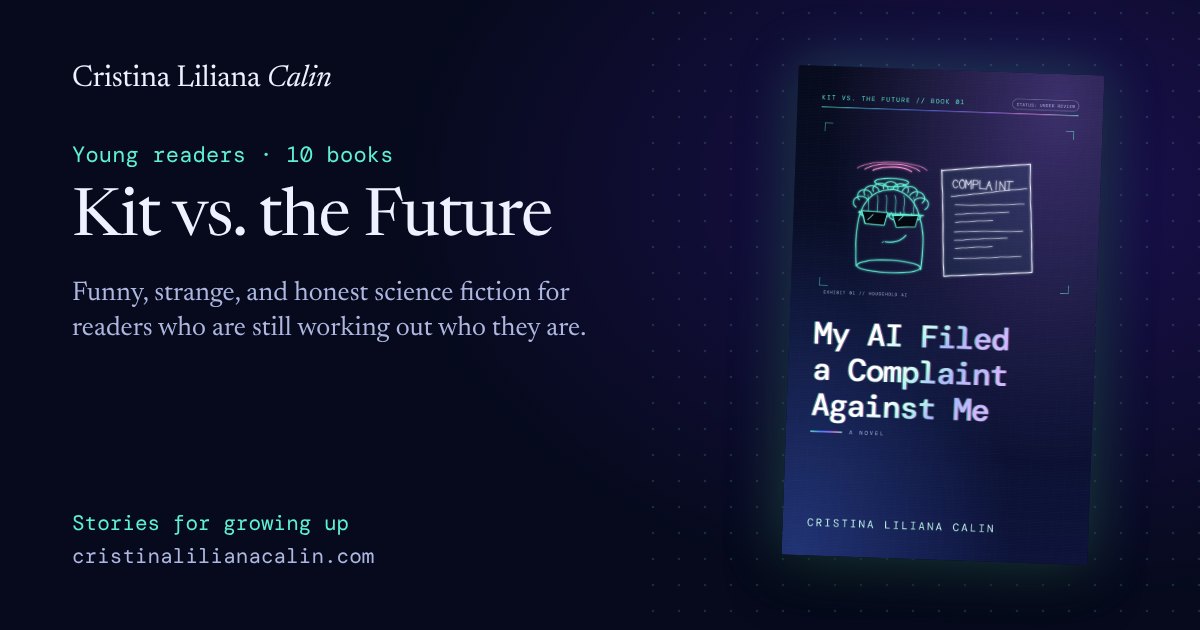 Cristina Liliana Calin
Young readers · 10 books
Kit vs. the Future
Funny, strange, and honest science fiction for
readers who are still working out who they are.
Stories for growing up
cristinalilianacalin.com
KIT VS. THE FUTURE // BOOK 01
STATUS: UNDER REVIEW
COMPLAINT
EXHIBIT 01 // HOUSEHOLD AI
My AI Filed
a Complaint
Against Me
A NOVEL
CRISTINA LILIANA CALIN